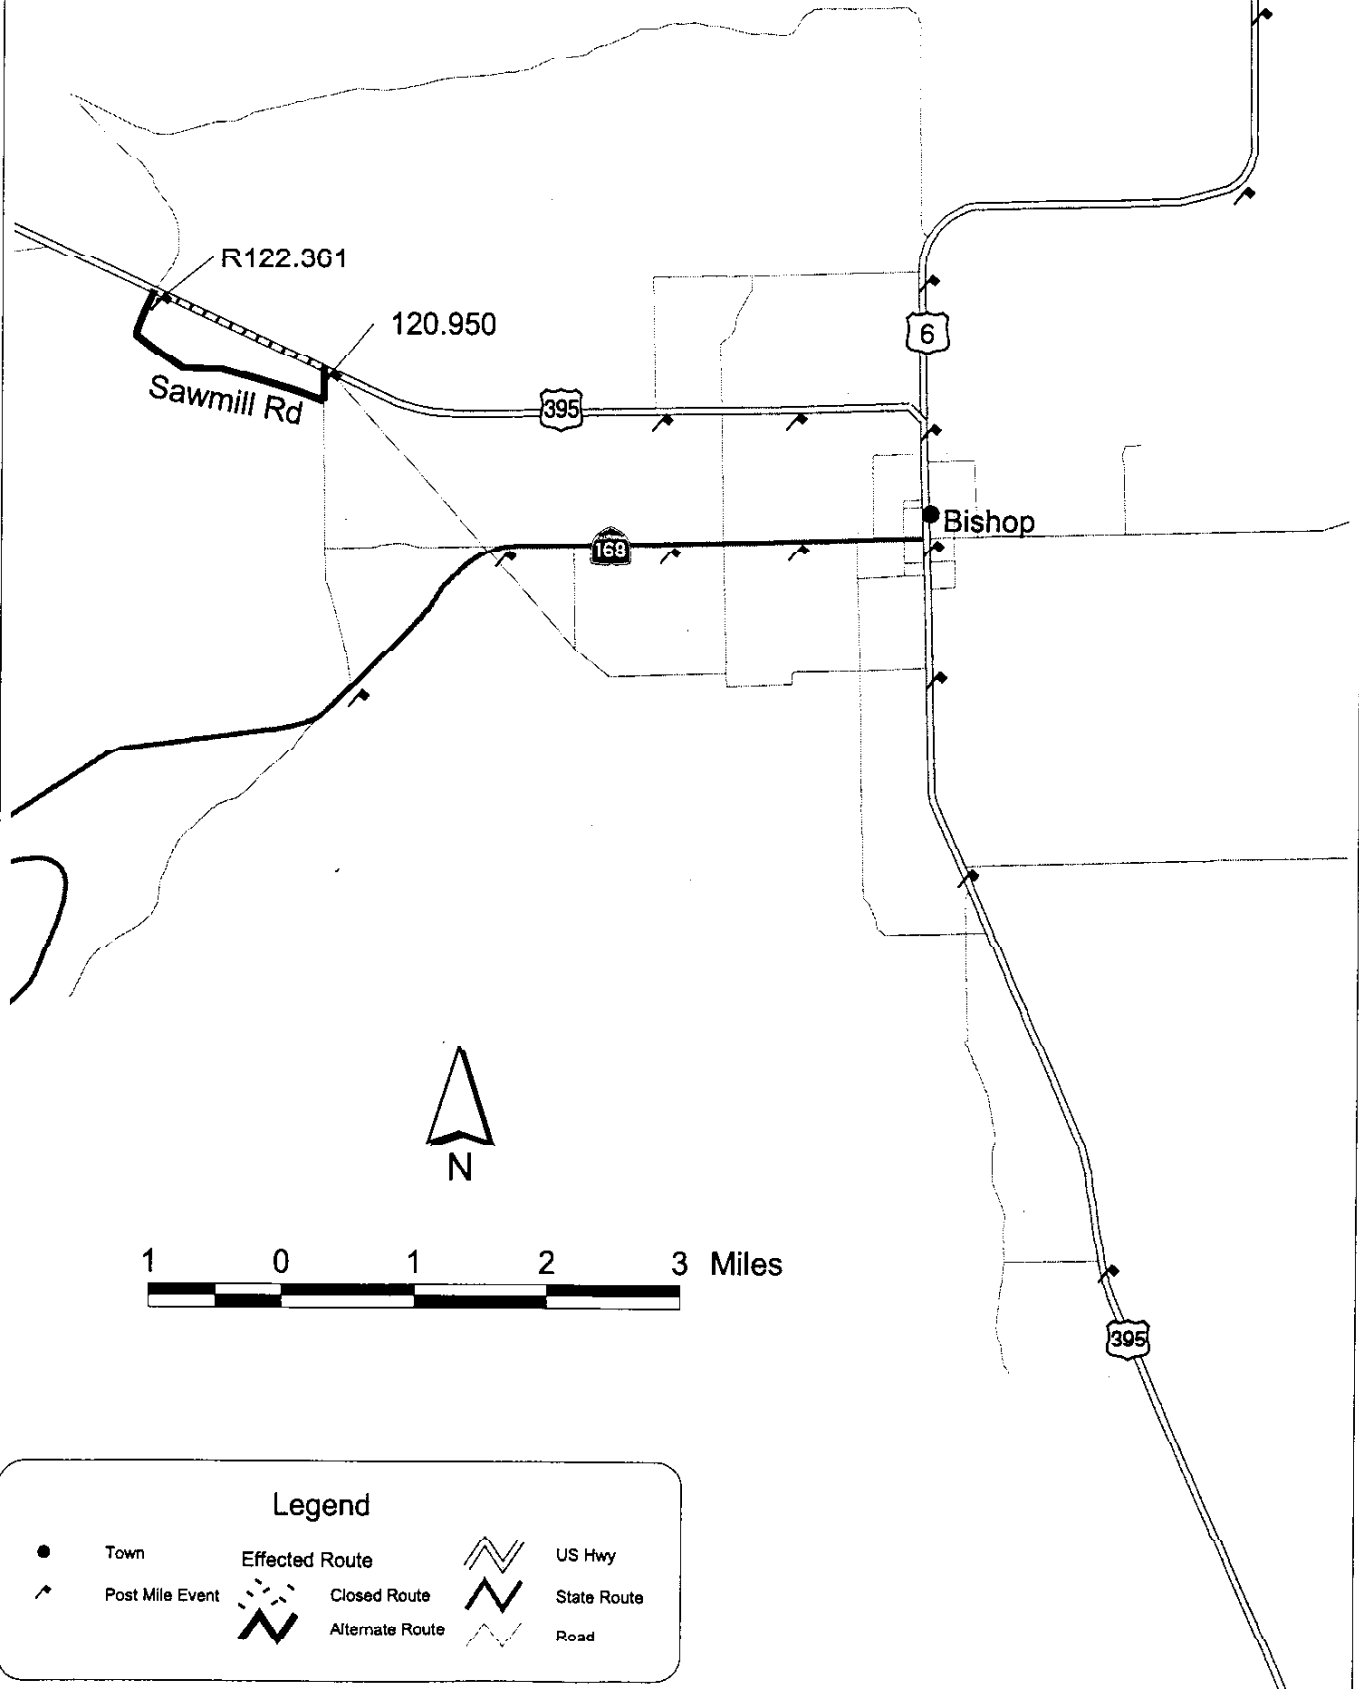 R122.301
120.950
6
Sawmill Rd
395
Bishop
168
N
1 0 1 2 3 Miles
395
Legend
Town
Effected Route
US Hwy
Post Mile Event
Closed Route
State Route
Alternate Route
Road